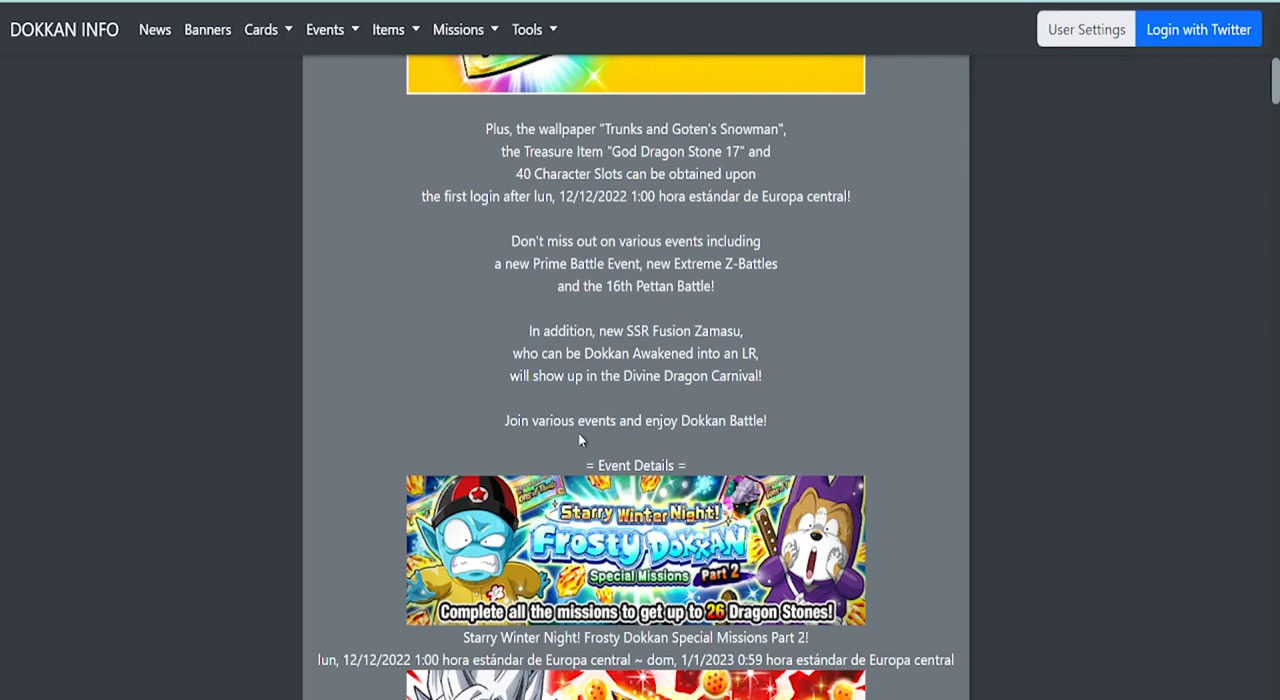 DOKKAN INFO News Banners Cards Events Items Missions Tools User Settings Login with Twitter
Plus, the wallpaper "Trunks and Goten's Snowman",
the Treasure Item "God Dragon Stone 17" and
40 Character Slots can be obtained upon
the first login after lun, 12/12/2022 1:00 hora estándar de Europa central!
Don't miss out on various events including
a new Prime Battle Event, new Extreme Z-Battles
and the 16th Pettan Battle!
In addition, new SSR Fusion Zamasu,
who can be Dokkan Awakened into an LR,
will show up in the Divine Dragon Carnival!
Join various events and enjoy Dokkan Battle!
= Event Details =
Starry Winter Night!
Frosty DOKKAN
Special Missions Part 2
Complete all the missions to get up to 26 Dragon Stones!
Starry Winter Night! Frosty Dokkan Special Missions Part 2!
lun, 12/12/2022 1:00 hora estándar de Europa central ~ dom, 1/1/2023 0:59 hora estándar de Europa central